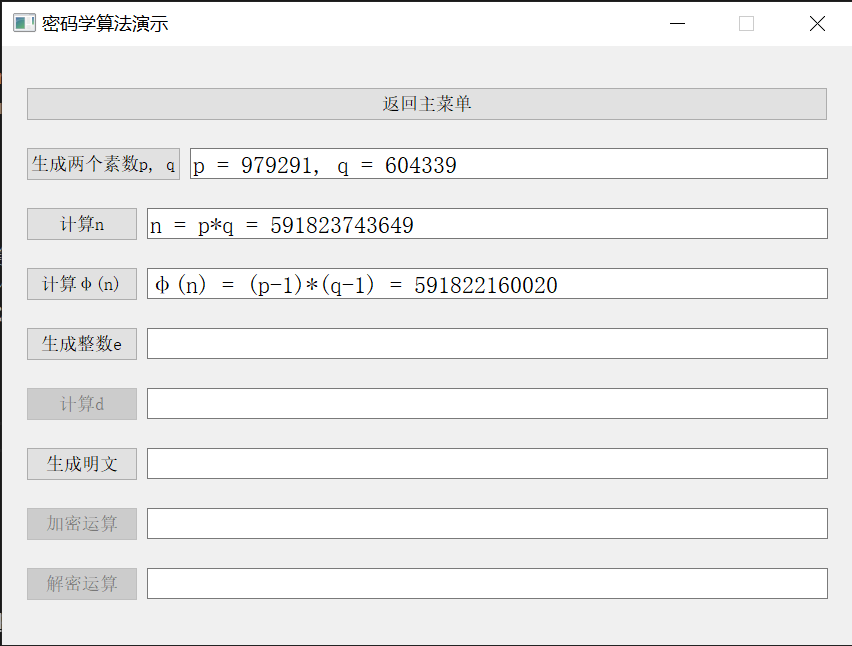 密码学算法演示
返回主菜单
生成两个素数p, q p = 979291, q = 604339
计算n n = p*q = 591823743649
计算φ(n) φ(n) = (p-1)*(q-1) = 591822160020
生成整数e
计算d
生成明文
加密运算
解密运算